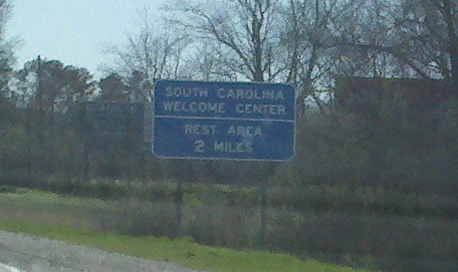 SOUTH CAROLINA
WELCOME CENTER
REST AREA
2 MILES